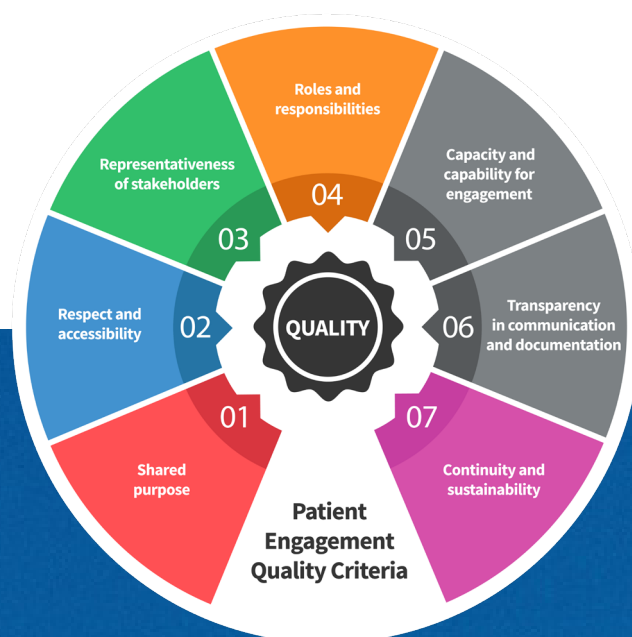 01
Shared
purpose
02
Respect and
accessibility
03
Representativeness
of stakeholders
04
Roles and
responsibilities
05
Capacity and
capability for
engagement
06
Transparency
in communication
and documentation
07
Continuity and
sustainability
QUALITY
Patient
Engagement
Quality Criteria